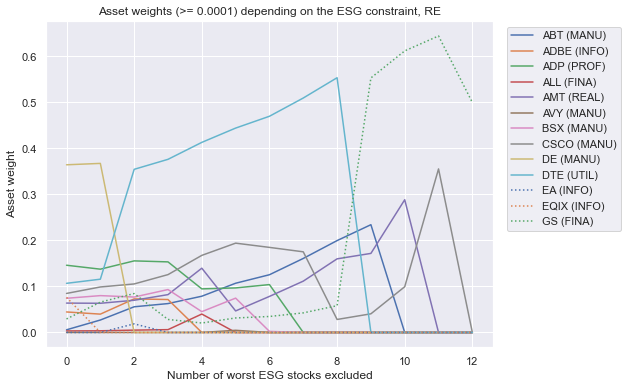 Asset weights (>= 0.0001) depending on the ESG constraint, RE
Asset weight
0.6
0.5
0.4
0.3
0.2
0.1
0.0
0 2 4 6 8 10 12
Number of worst ESG stocks excluded
ABT (MANU)
ADBE (INFO)
ADP (PROF)
ALL (FINA)
AMT (REAL)
AVY (MANU)
BSX (MANU)
CSCO (MANU)
DE (MANU)
DTE (UTIL)
EA (INFO)
EQIX (INFO)
GS (FINA)